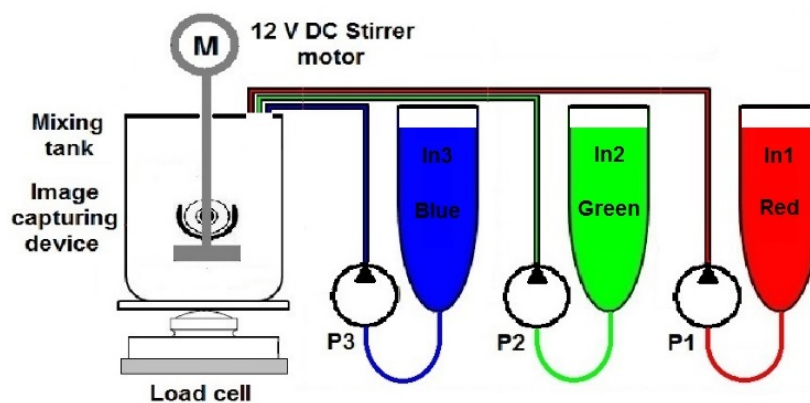 M
12 V DC Stirrer
motor
Mixing
tank
Image
capturing
device
In3
Blue
In2
Green
In1
Red
P3
P2
P1
Load cell